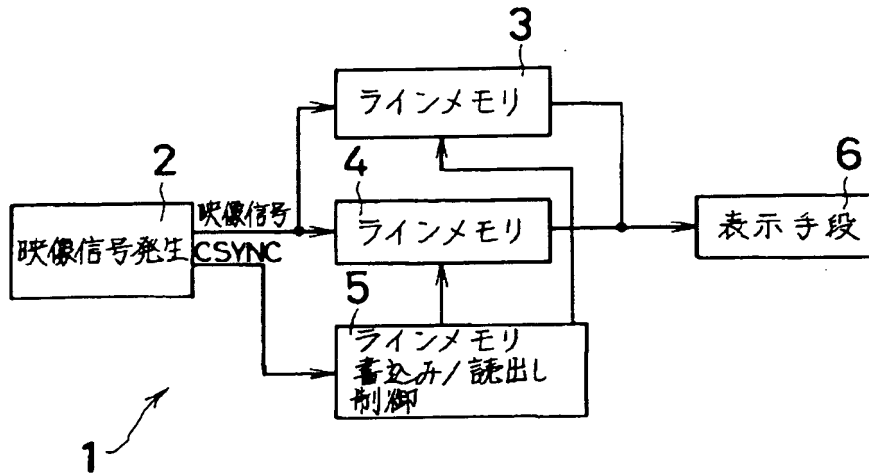 3
ラインメモリ
2
4
6
映像信号
映像信号発生
CSYNC
ラインメモリ
表示手段
5
ラインメモリ
書込み/読出し
制御
1